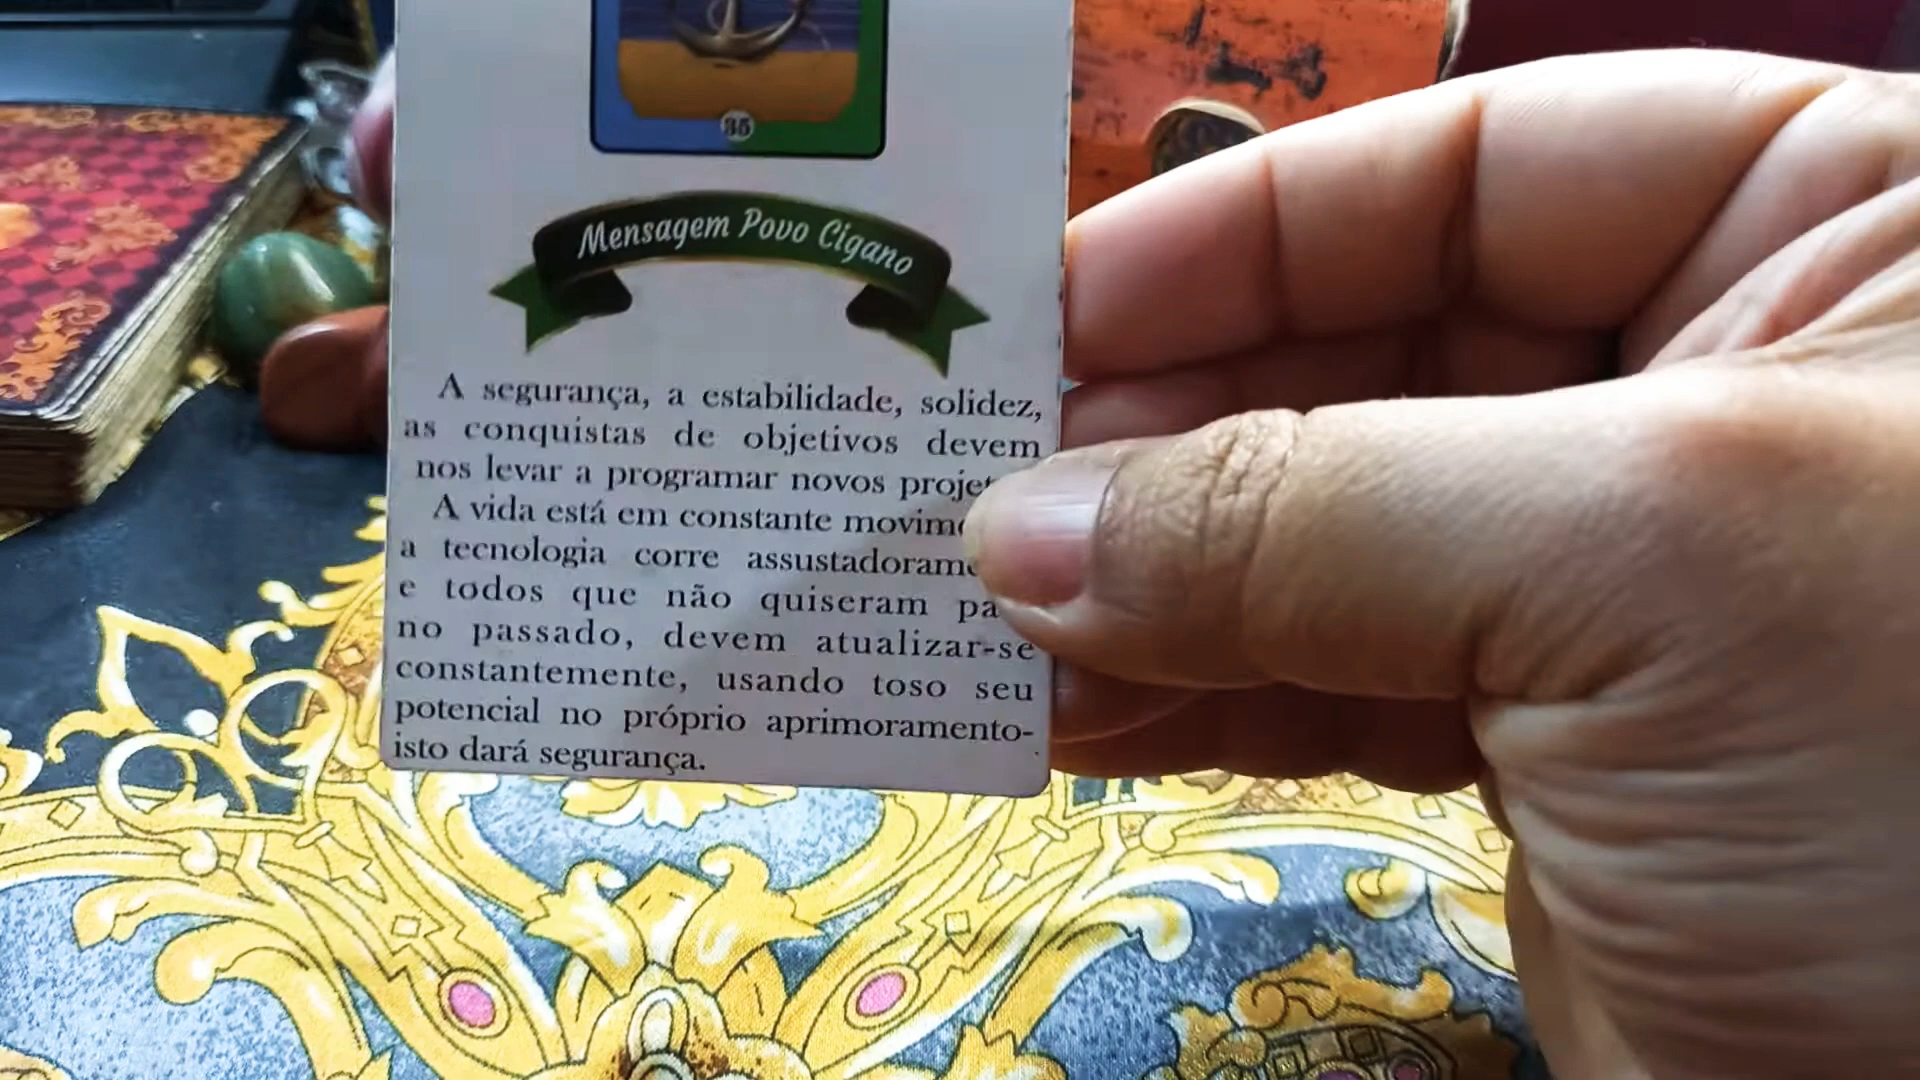 35
Mensagem Povo Cigano
A segurança, a estabilidade, solidez,
as conquistas de objetivos devem
nos levar a programar novos
A vida está em constante
a tecnologia corre
e todos que não quiseram
no passado, devem atualizar-se
constantemente, usando toso seu
potencial no próprio aprimoramento-
isto dará segurança.